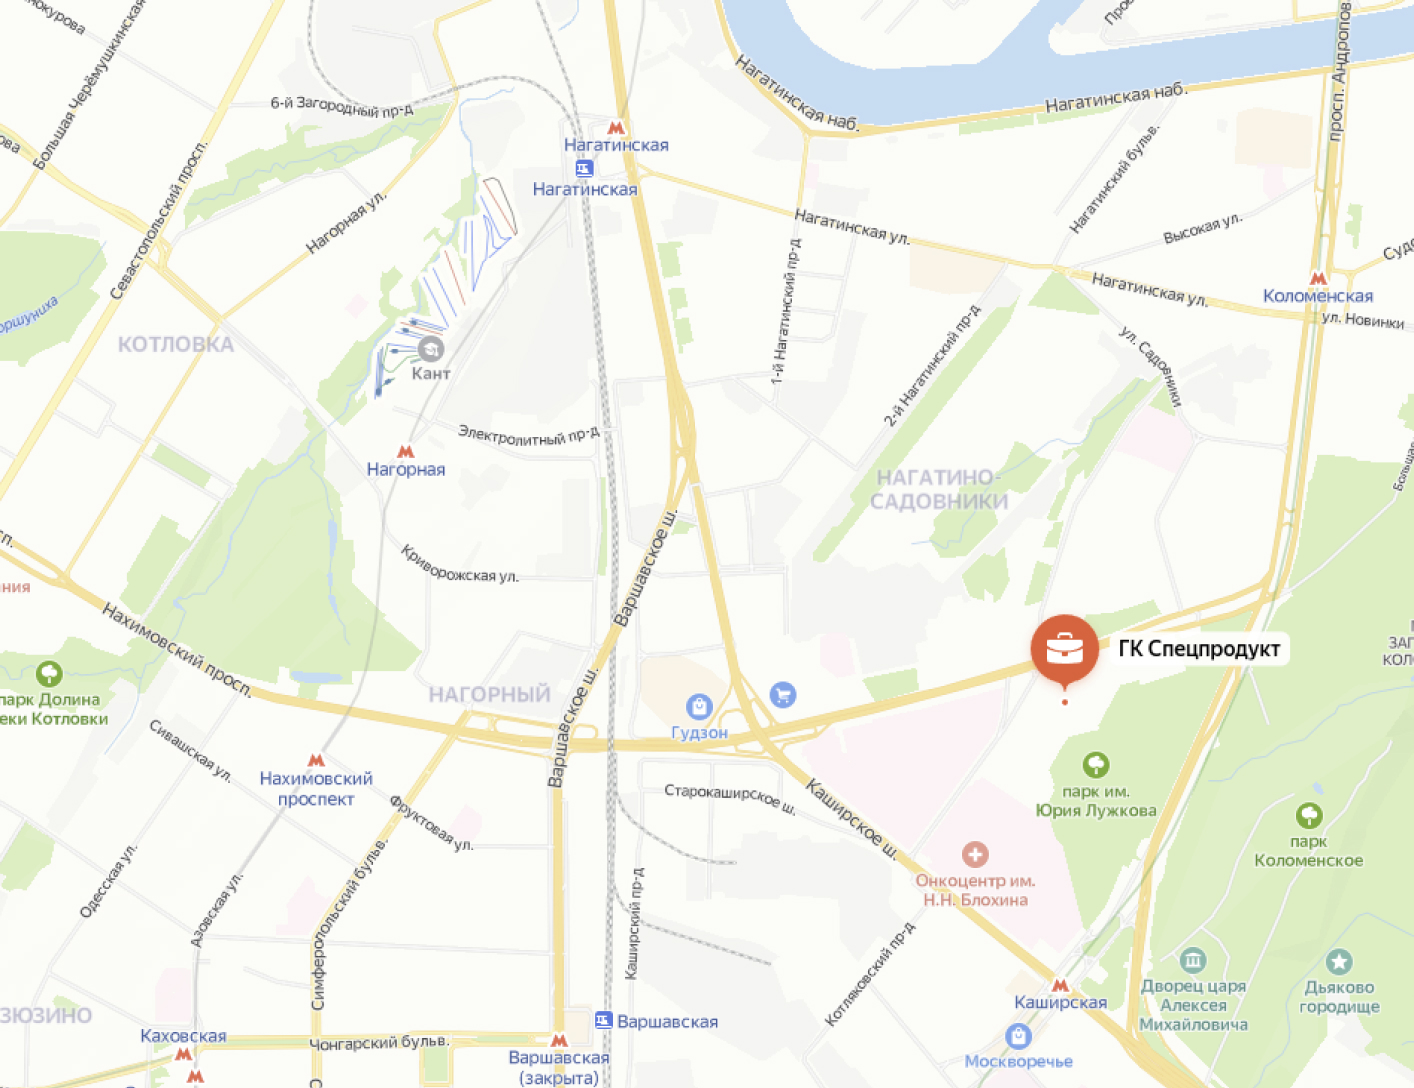 Большая Черёмушкинская
6-й Загородный пр-д
Нагатинская наб.
Нагатинская наб.
просп. Андропов
Нагатинская
Нагатинская
Нагатинская ул.
Нагатинский бульв.
Высокая ул.
Севастопольский просп.
Нагорная ул.
Нагатинская ул.
Коломенская
ул. Новинки
1-й Нагатинский пр-д
2-й Нагатинский пр-д
ул. Садовники
КОТЛОВКА
Кант
Электролитный пр-д
Нагорная
НАГАТИНО-
САДОВНИКИ
Криворожская ул.
Варшавское ш.
Нахимовский просп.
ГК Спецпродукт
парк Долина
реки Котловки
НАГОРНЫЙ
Варшавское ш.
Гудзон
Сивашская ул.
Нахимовский
проспект
Старокаширское ш.
Каширское ш.
парк им.
Юрия Лужкова
Фруктовая ул.
парк
Коломенское
Одесская ул.
Азовская ул.
Симферопольский бульв.
Каширский пр-д
Онкоцентр им.
Н.Н. Блохина
Котляковский пр-д
Каширская
Дворец царя
Алексея
Михайловича
Дьяково
городище
ЗЮЗИНО
Каховская
Чонгарский бульв.
Варшавская
Варшавская
(закрыта)
Москворечье